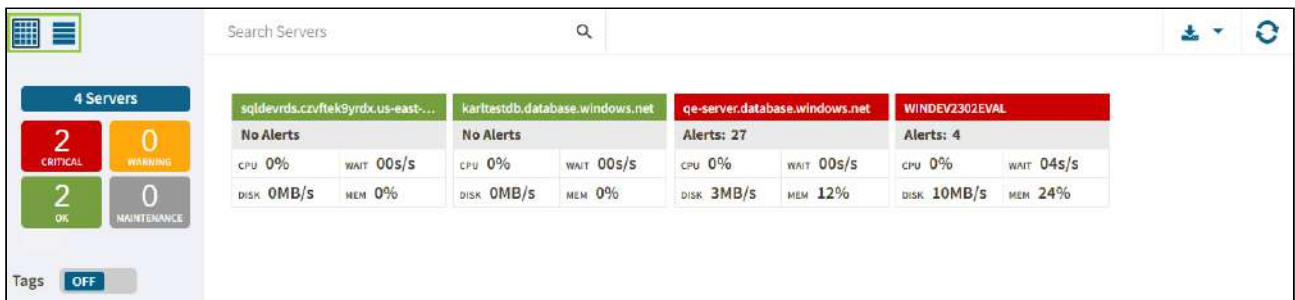 Search Servers
4 Servers
2 CRITICAL
0 WARNING
2 OK
0 MAINTENANCE
Tags OFF
sqldevrds.czvftek9yrdx.us-east-...
No Alerts
CPU 0% WAIT 00s/s
DISK 0MB/s MEM 0%
karltestdb.database.windows.net
No Alerts
CPU 0% WAIT 00s/s
DISK 0MB/s MEM 0%
qe-server.database.windows.net
Alerts: 27
CPU 0% WAIT 00s/s
DISK 3MB/s MEM 12%
WINDEV2302EVAL
Alerts: 4
CPU 0% WAIT 04s/s
DISK 10MB/s MEM 24%